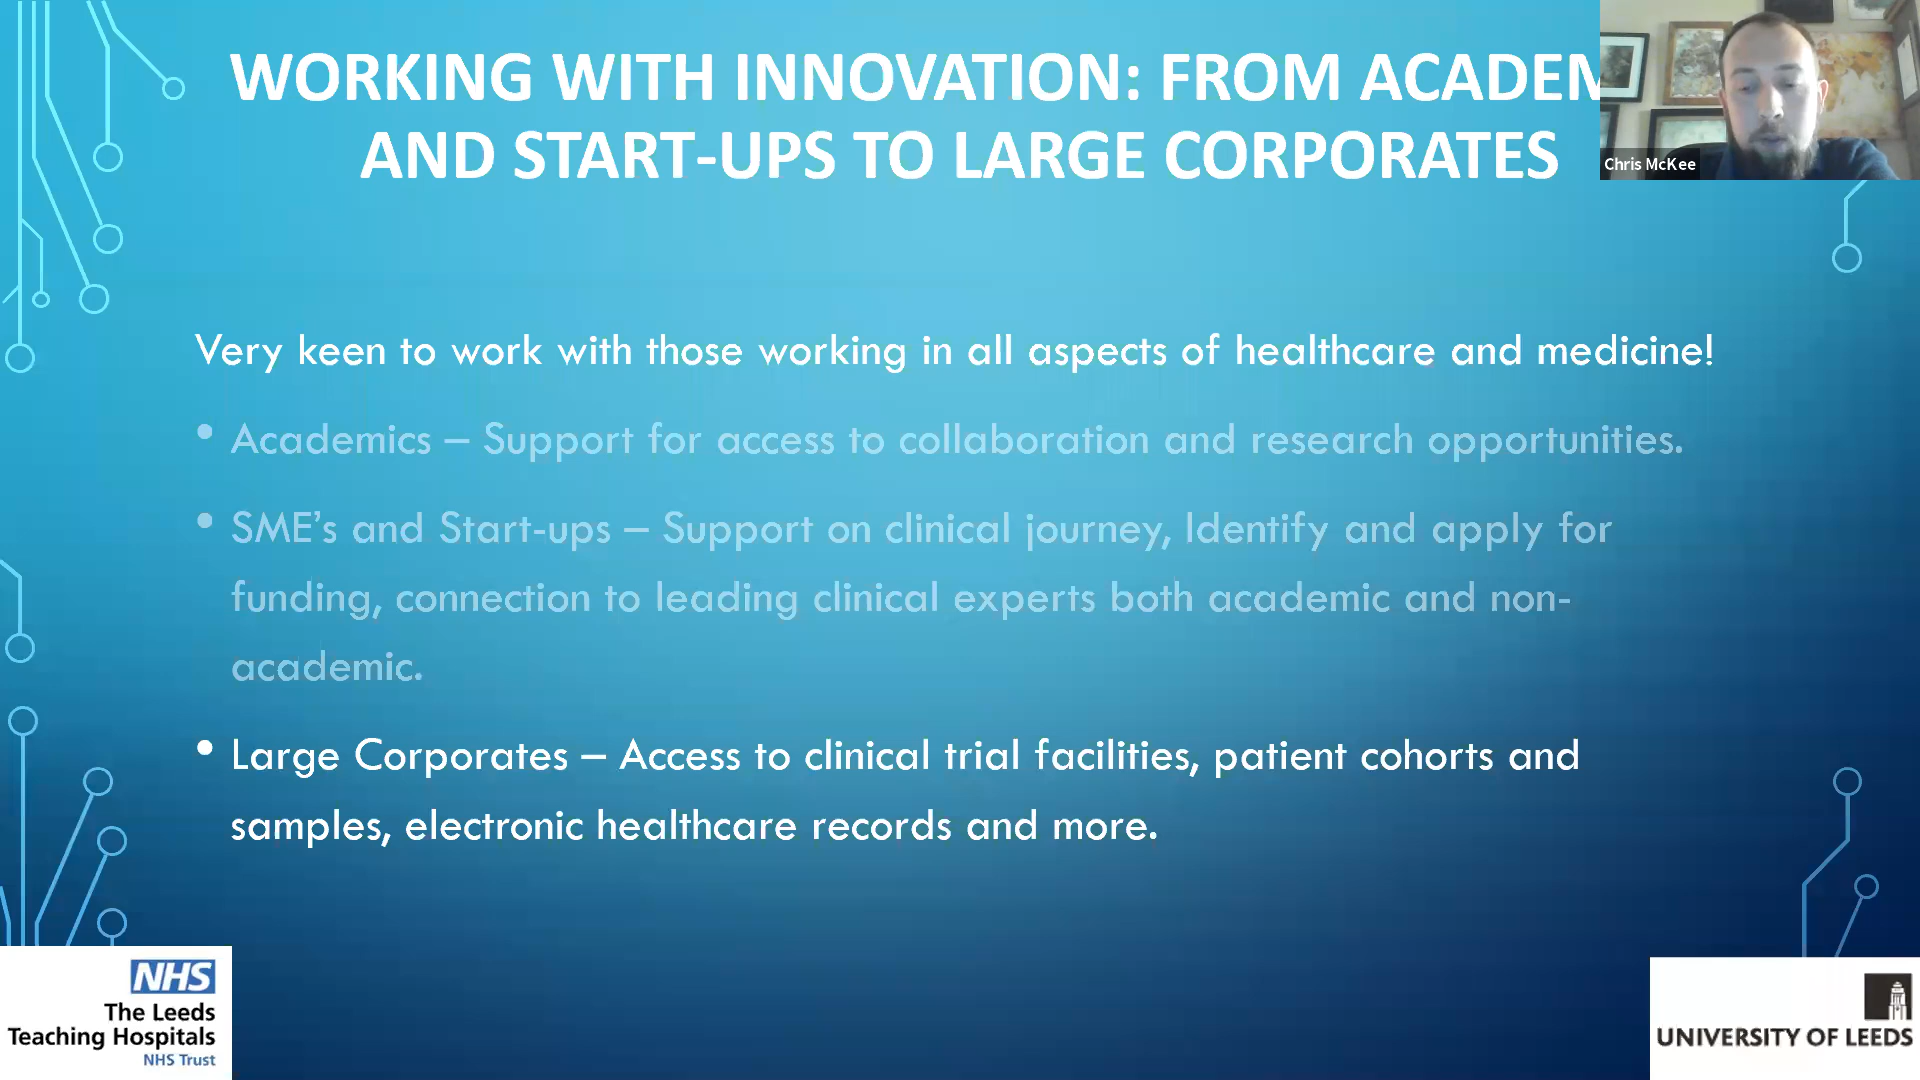 WORKING WITH INNOVATION: FROM ACADEM
AND START-UPS TO LARGE CORPORATES
Chris McKee
Very keen to work with those working in all aspects of healthcare and medicine!
• Academics – Support for access to collaboration and research opportunities.
• SME's and Start-ups – Support on clinical journey, Identify and apply for
funding, connection to leading clinical experts both academic and non-
academic.
• Large Corporates – Access to clinical trial facilities, patient cohorts and
samples, electronic healthcare records and more.
NHS
The Leeds
Teaching Hospitals
NHS Trust
UNIVERSITY OF LEEDS